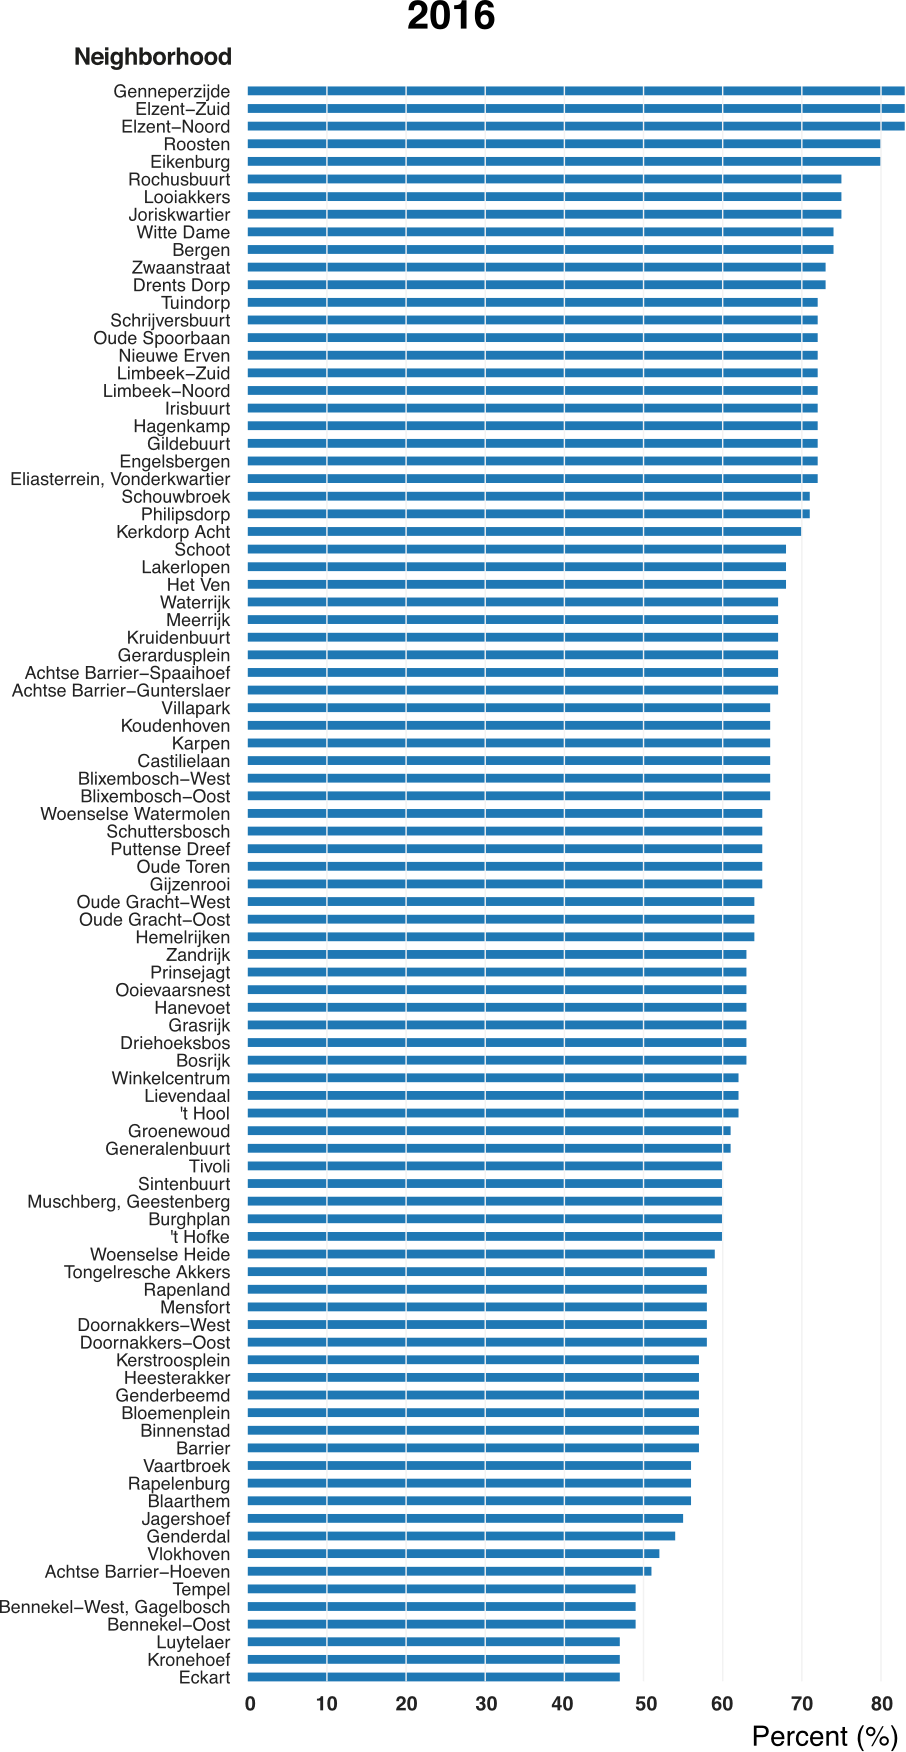 2016
Neighborhood
Genneperzijde
Elzent−Zuid
Elzent−Noord
Roosten
Eikenburg
Rochusbuurt
Looiakkers
Joriskwartier
Witte Dame
Bergen
Zwaanstraat
Drents Dorp
Tuindorp
Schrijversbuurt
Oude Spoorbaan
Nieuwe Erven
Limbeek−Zuid
Limbeek−Noord
Irisbuurt
Hagenkamp
Gildebuurt
Engelsbergen
Eliasterrein, Vonderkwartier
Schouwbroek
Philipsdorp
Kerkdorp Acht
Schoot
Lakerlopen
Het Ven
Waterrijk
Meerrijk
Kruidenbuurt
Gerardusplein
Achtse Barrier−Spaaihoef
Achtse Barrier−Gunterslaer
Villapark
Koudenhoven
Karpen
Castilielaan
Blixembosch−West
Blixembosch−Oost
Woenselse Watermolen
Schuttersbosch
Puttense Dreef
Oude Toren
Gijzenrooi
Oude Gracht−West
Oude Gracht−Oost
Hemelrijken
Zandrijk
Prinsejagt
Ooievaarsnest
Hanevoet
Grasrijk
Driehoeksbos
Bosrijk
Winkelcentrum
Lievendaal
't Hool
Groenewoud
Generalenbuurt
Tivoli
Sintenbuurt
Muschberg, Geestenberg
Burghplan
't Hofke
Woenselse Heide
Tongelresche Akkers
Rapenland
Mensfort
Doornakkers−West
Doornakkers−Oost
Kerstroosplein
Heesterakker
Genderbeemd
Bloemenplein
Binnenstad
Barrier
Vaartbroek
Rapelenburg
Blaarthem
Jagershoef
Genderdal
Vlokhoven
Achtse Barrier−Hoeven
Tempel
Bennekel−West, Gagelbosch
Bennekel−Oost
Luytelaer
Kronehoef
Eckart
0 10 20 30 40 50 60 70 80
Percent (%)